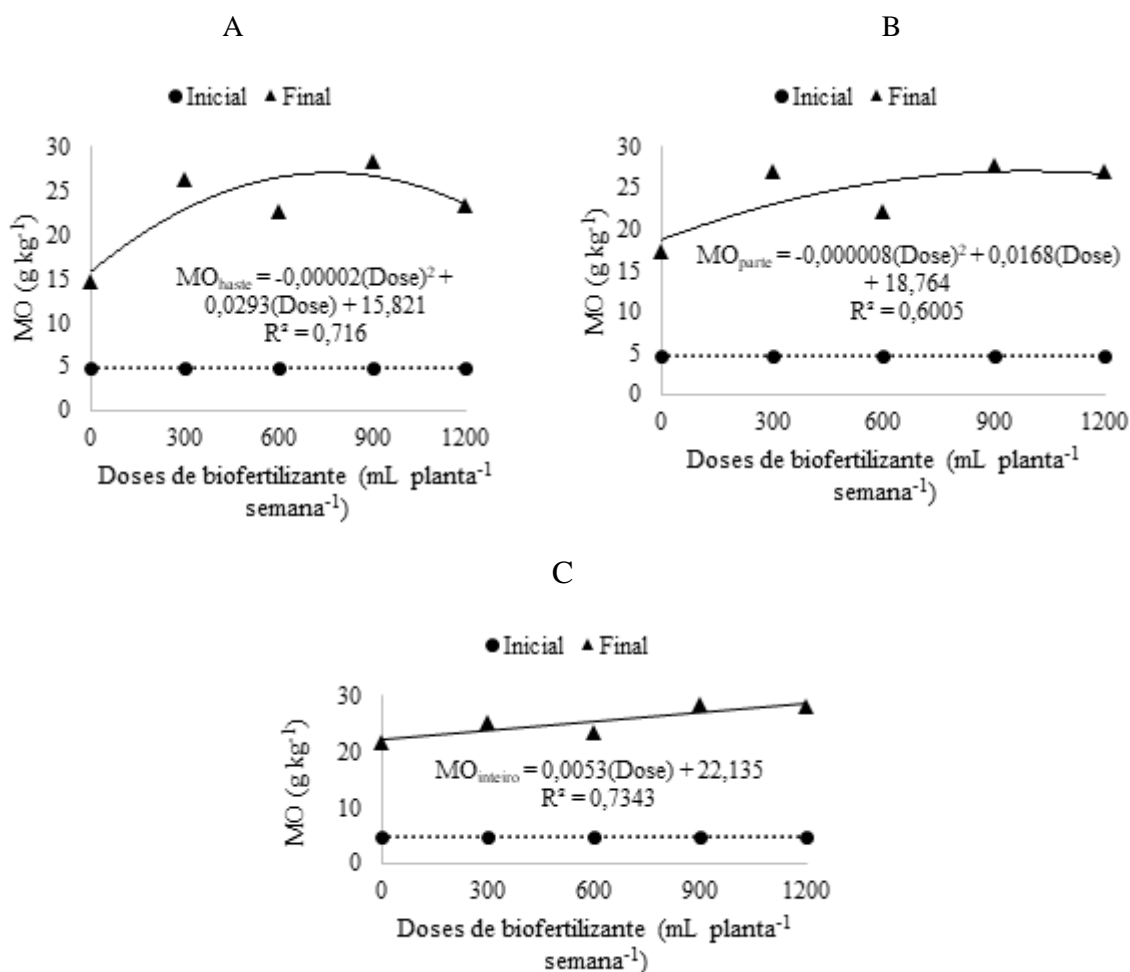 A
● Inicial ▲ Final
MO (g kg⁻¹)
30
25
20
15
10
5
0
MO_haste = -0,00002(Dose)² +
0,0293(Dose) + 15,821
R² = 0,716
0 300 600 900 1200
Doses de biofertilizante (mL planta⁻¹
semana⁻¹)
B
● Inicial ▲ Final
MO (g kg⁻¹)
30
25
20
15
10
5
0
MO_parte = -0,000008(Dose)² + 0,0168(Dose)
+ 18,764
R² = 0,6005
0 300 600 900 1200
Doses de biofertilizante (mL planta⁻¹
semana⁻¹)
C
● Inicial ▲ Final
MO (g kg⁻¹)
30
20
10
0
MO_inteiro = 0,0053(Dose) + 22,135
R² = 0,7343
0 300 600 900 1200
Doses de biofertilizante (mL planta⁻¹
semana⁻¹)